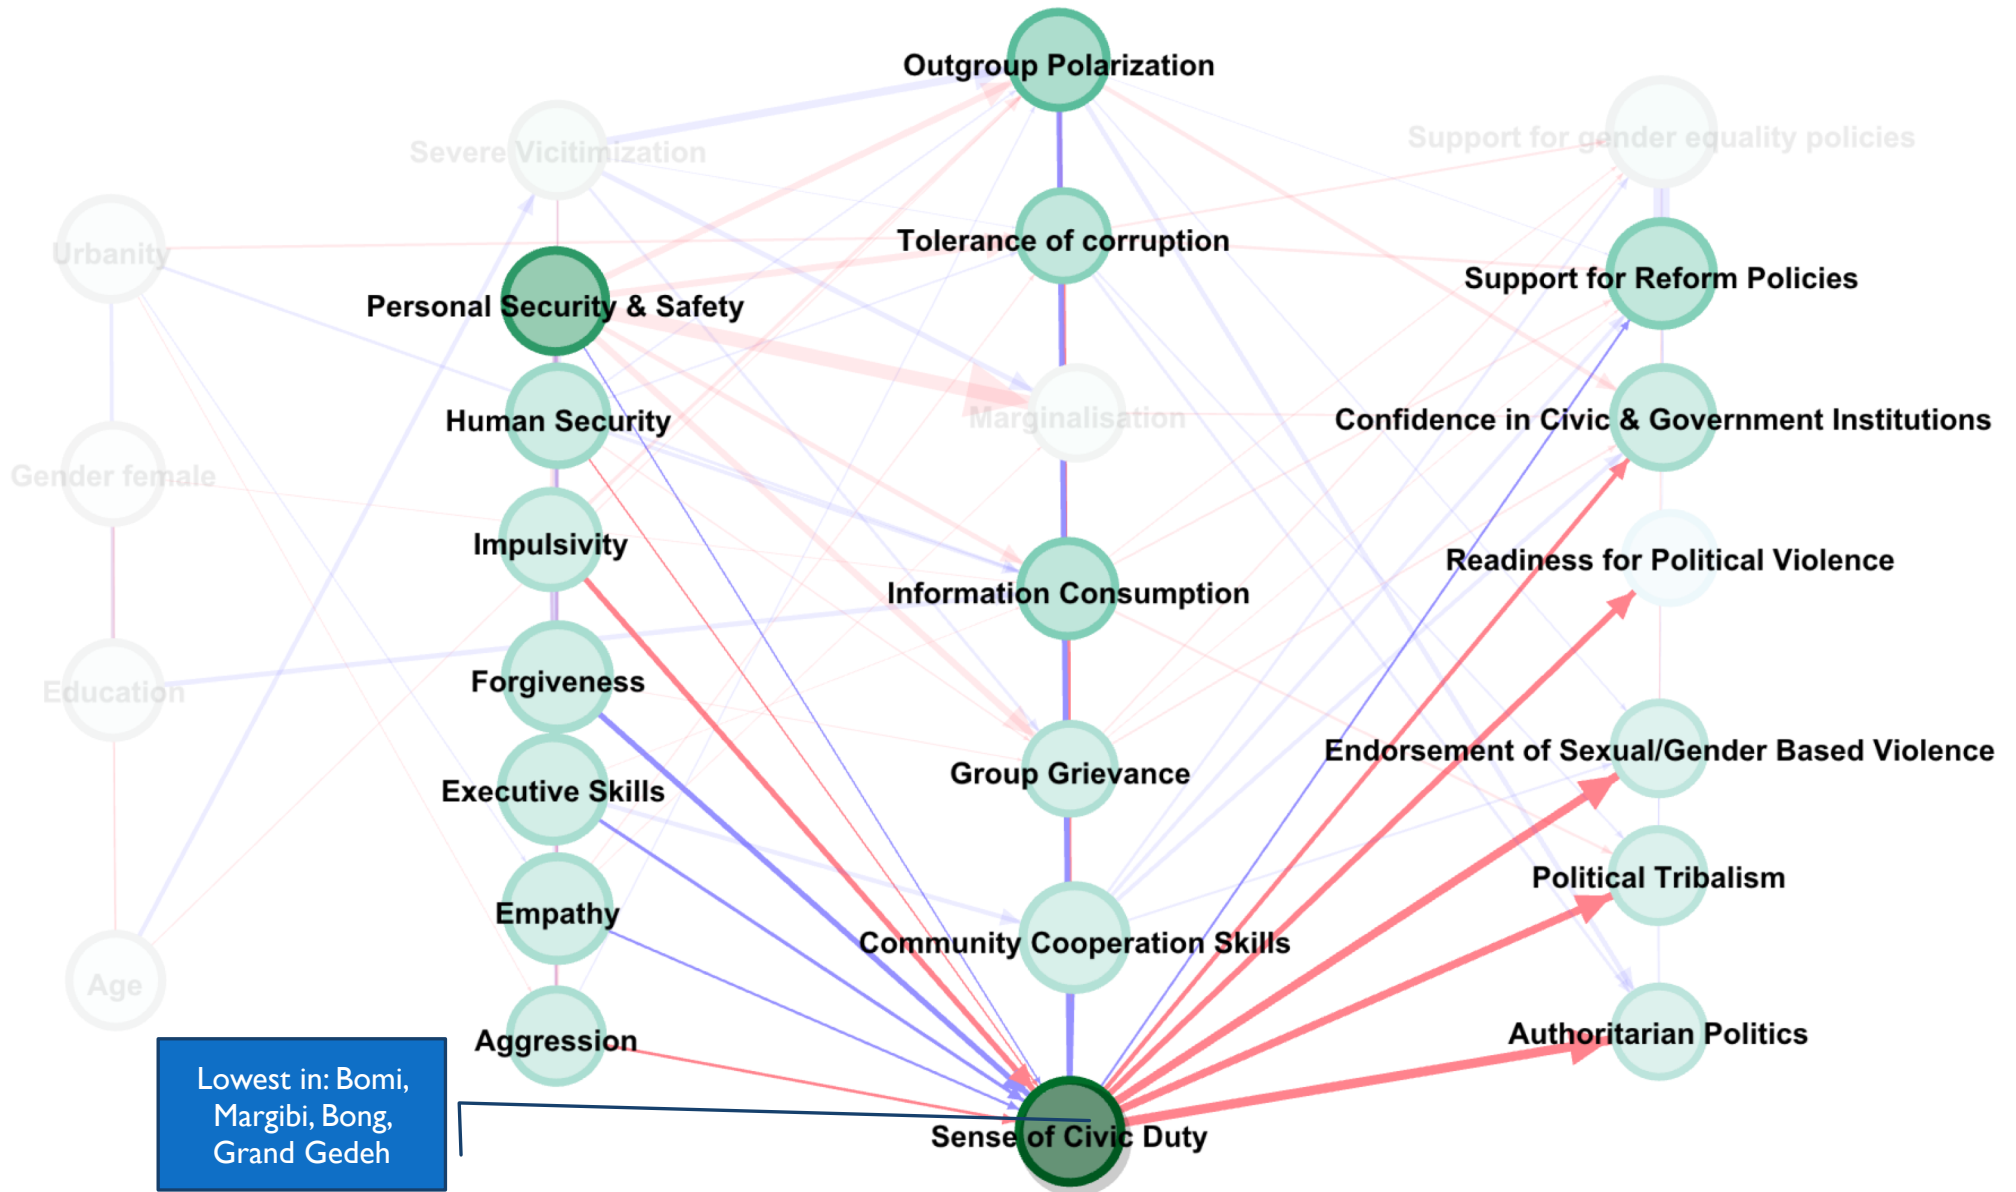 Outgroup Polarization
Support for gender equality policies
Severe Vicitimization
Tolerance of corruption
Urbanity
Support for Reform Policies
Personal Security & Safety
Marginalisation
Confidence in Civic & Government Institutions
Human Security
Gender female
Impulsivity
Readiness for Political Violence
Information Consumption
Forgiveness
Education
Endorsement of Sexual/Gender Based Violence
Group Grievance
Executive Skills
Political Tribalism
Empathy
Community Cooperation Skills
Age
Authoritarian Politics
Aggression
Lowest in: Bomi,
Margibi, Bong,
Grand Gedeh
Sense of Civic Duty